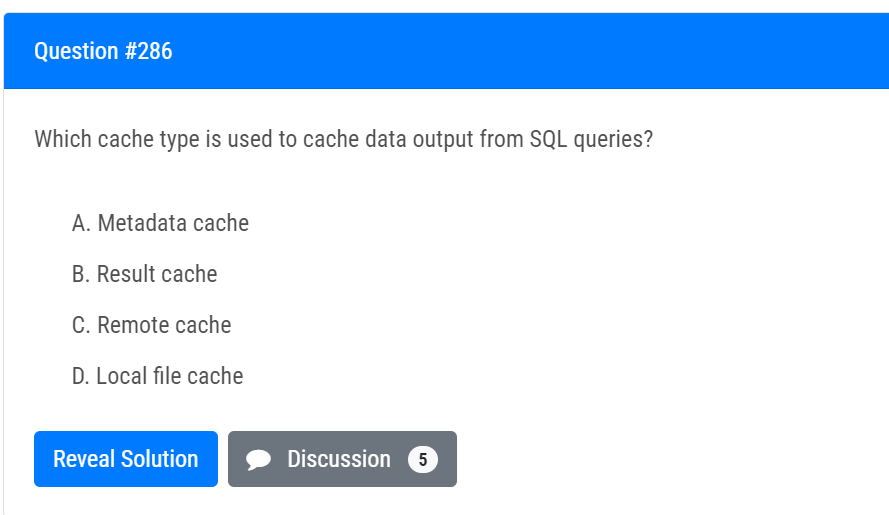 Question #286
Which cache type is used to cache data output from SQL queries?
A. Metadata cache
B. Result cache
C. Remote cache
D. Local file cache
Reveal Solution
Discussion 5